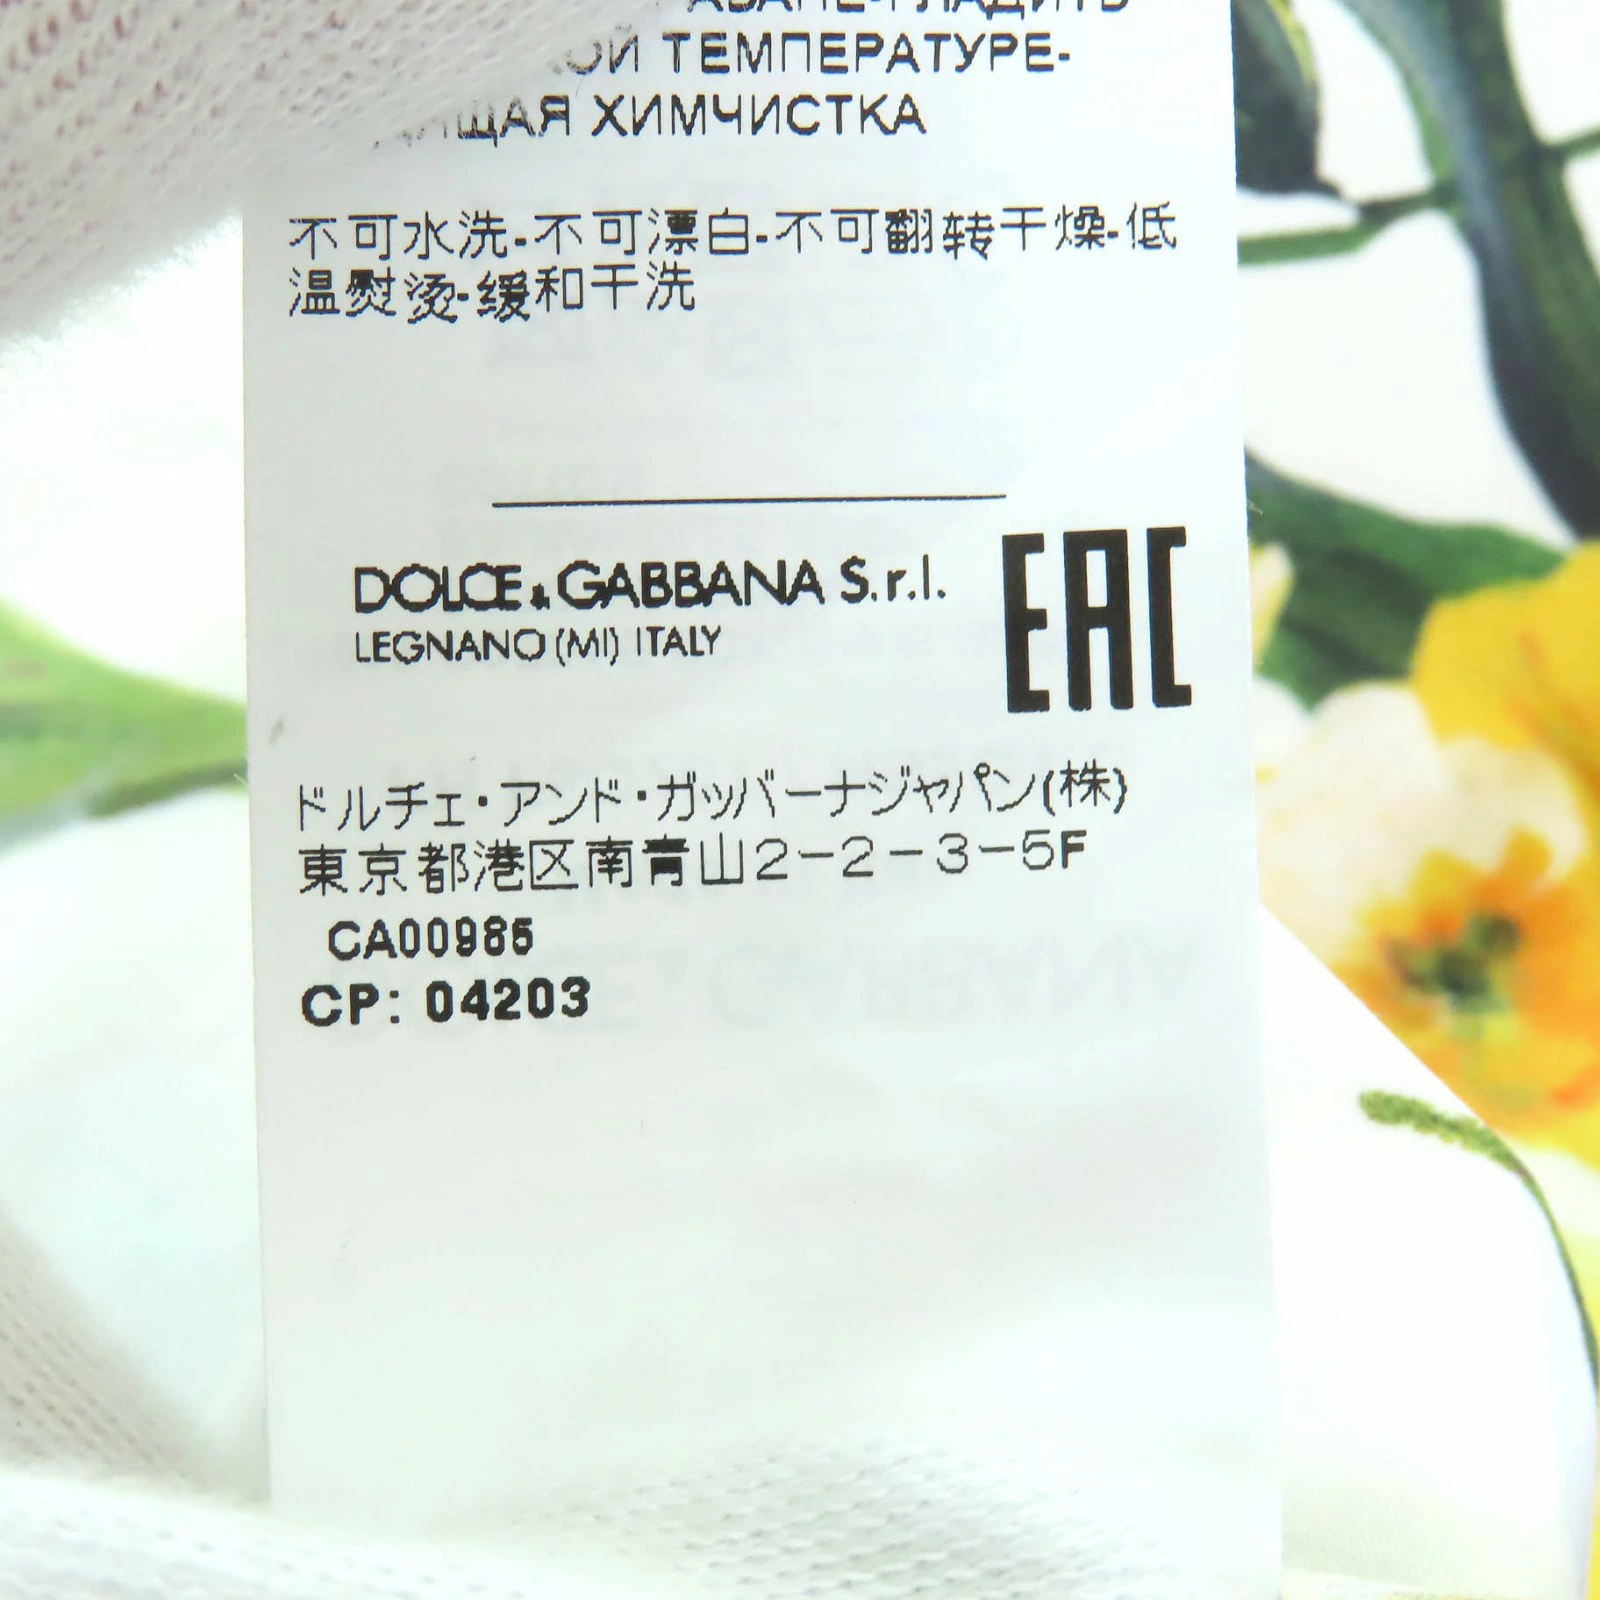 ТЕМПЕРАТУРЕ-
ХИМЧИСТКА
不可水洗-不可漂白-不可翻转干燥-低
温熨烫-缓和干洗
DOLCE & GABBANA S.r.l.
LEGNANO (MI) ITALY
EAC
ドルチェ・アンド・ガッバーナジャパン(株)
東京都港区南青山2-2-3-5F
CA00985
CP: 04203